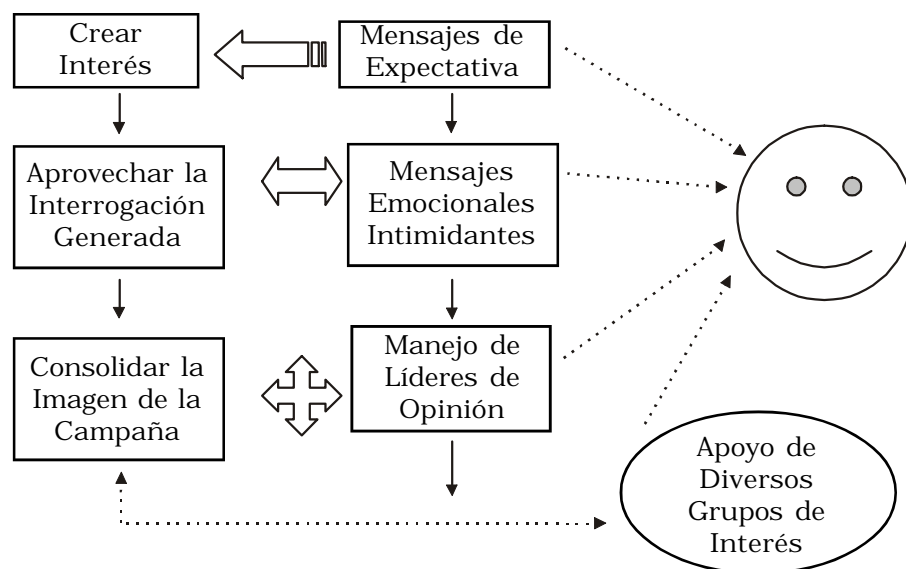 Crear
Interés
Mensajes de
Expectativa
Aprovechar la
Interrogación
Generada
Mensajes
Emocionales
Intimidantes
Consolidar la
Imagen de la
Campaña
Manejo de
Líderes de
Opinión
Apoyo de
Diversos
Grupos de
Interés